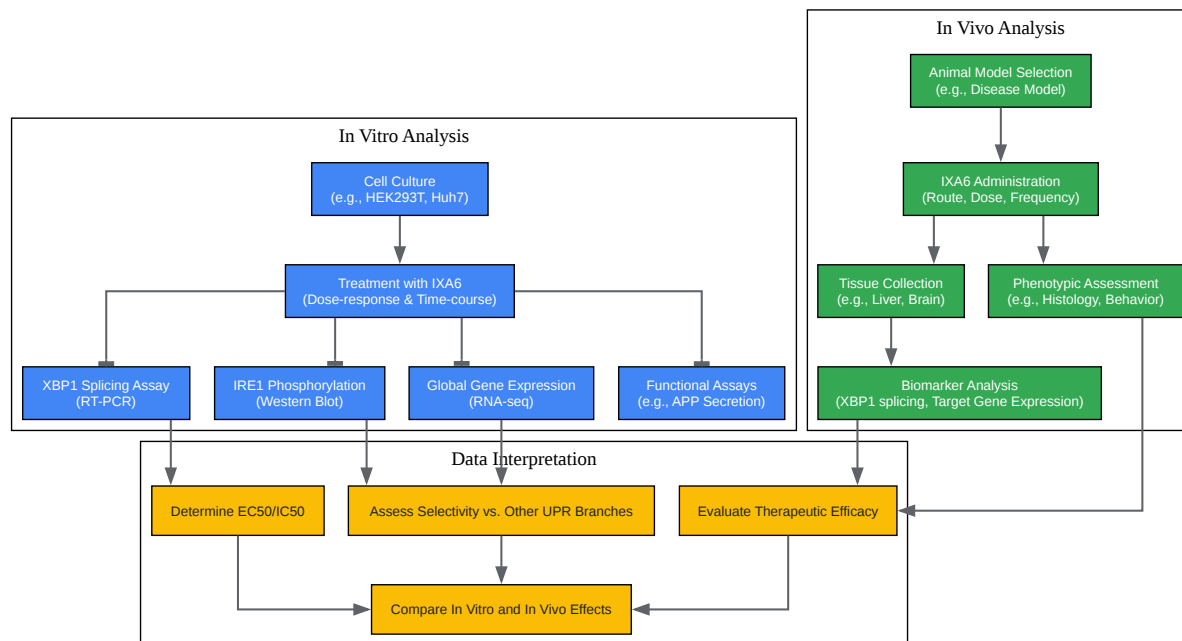 In Vivo Analysis
Animal Model Selection
(e.g., Disease Model)
IXA6 Administration
(Route, Dose, Frequency)
Tissue Collection
(e.g., Liver, Brain)
Phenotypic Assessment
(e.g., Histology, Behavior)
Biomarker Analysis
(XBP1 splicing, Target Gene Expression)
In Vitro Analysis
Cell Culture
(e.g., HEK293T, Huh7)
Treatment with IXA6
(Dose-response & Time-course)
XBP1 Splicing Assay
(RT-PCR)
IRE1 Phosphorylation
(Western Blot)
Global Gene Expression
(RNA-seq)
Functional Assays
(e.g., APP Secretion)
Data Interpretation
Determine EC50/IC50
Assess Selectivity vs. Other UPR Branches
Evaluate Therapeutic Efficacy
Compare In Vitro and In Vivo Effects